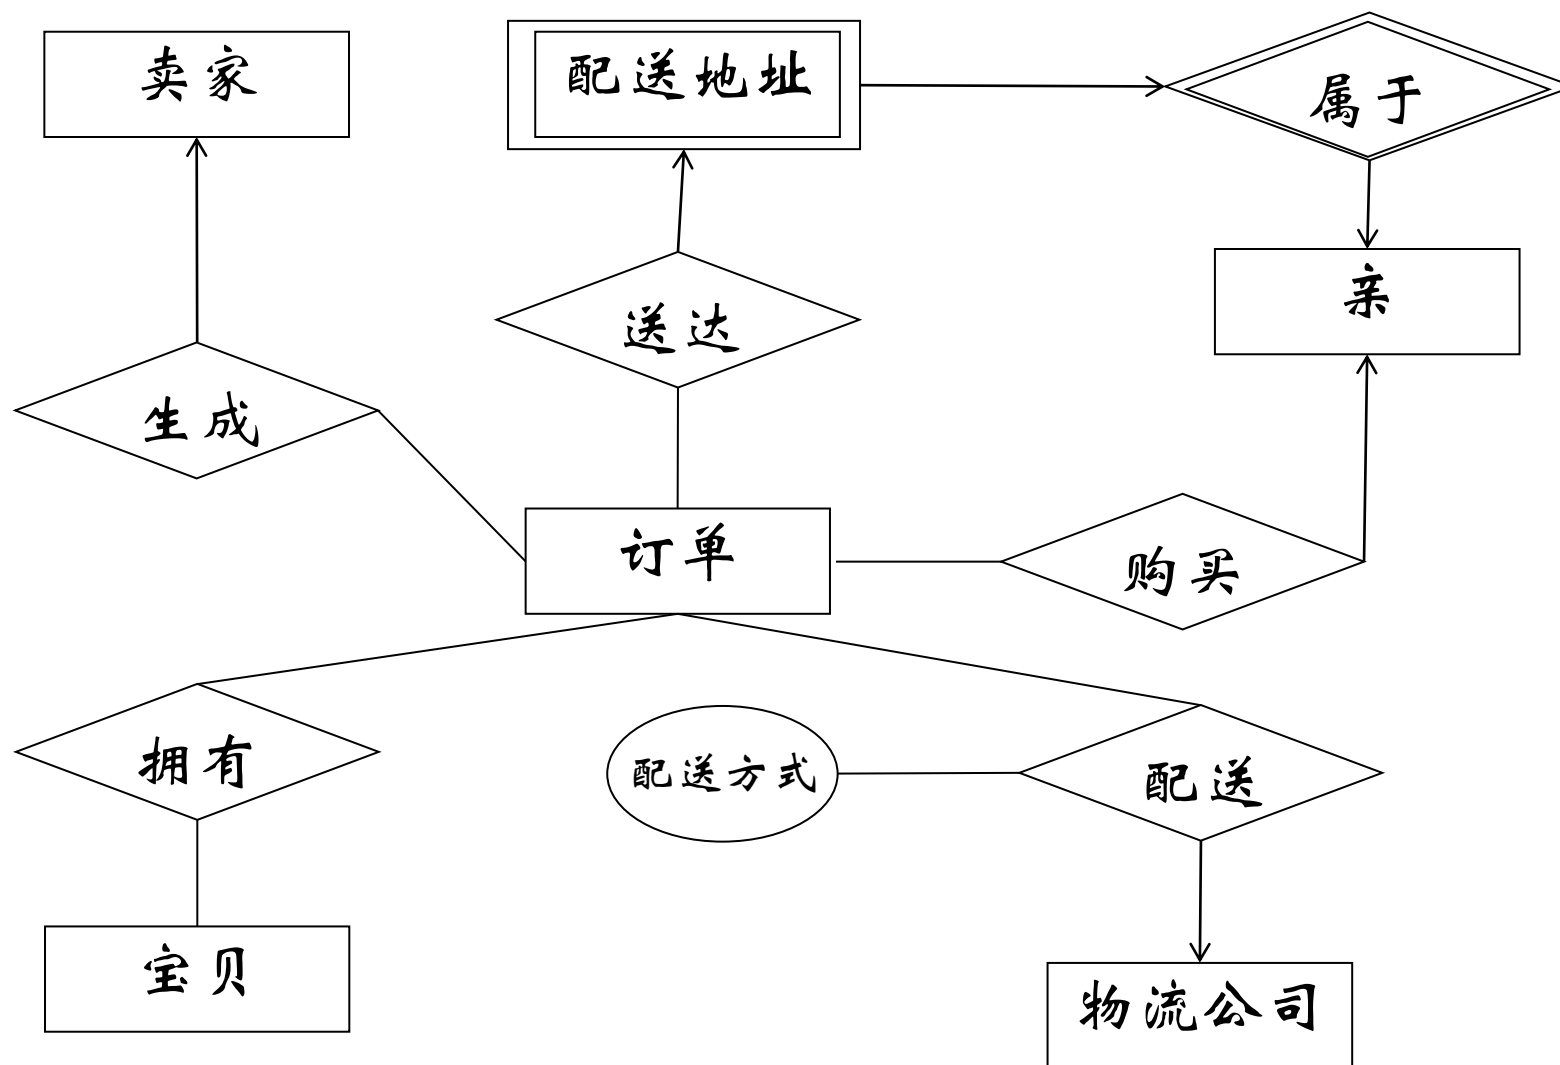 卖家
配送地址
属于
亲
送达
生成
订单
购买
拥有
配送方式
配送
宝贝
物流公司